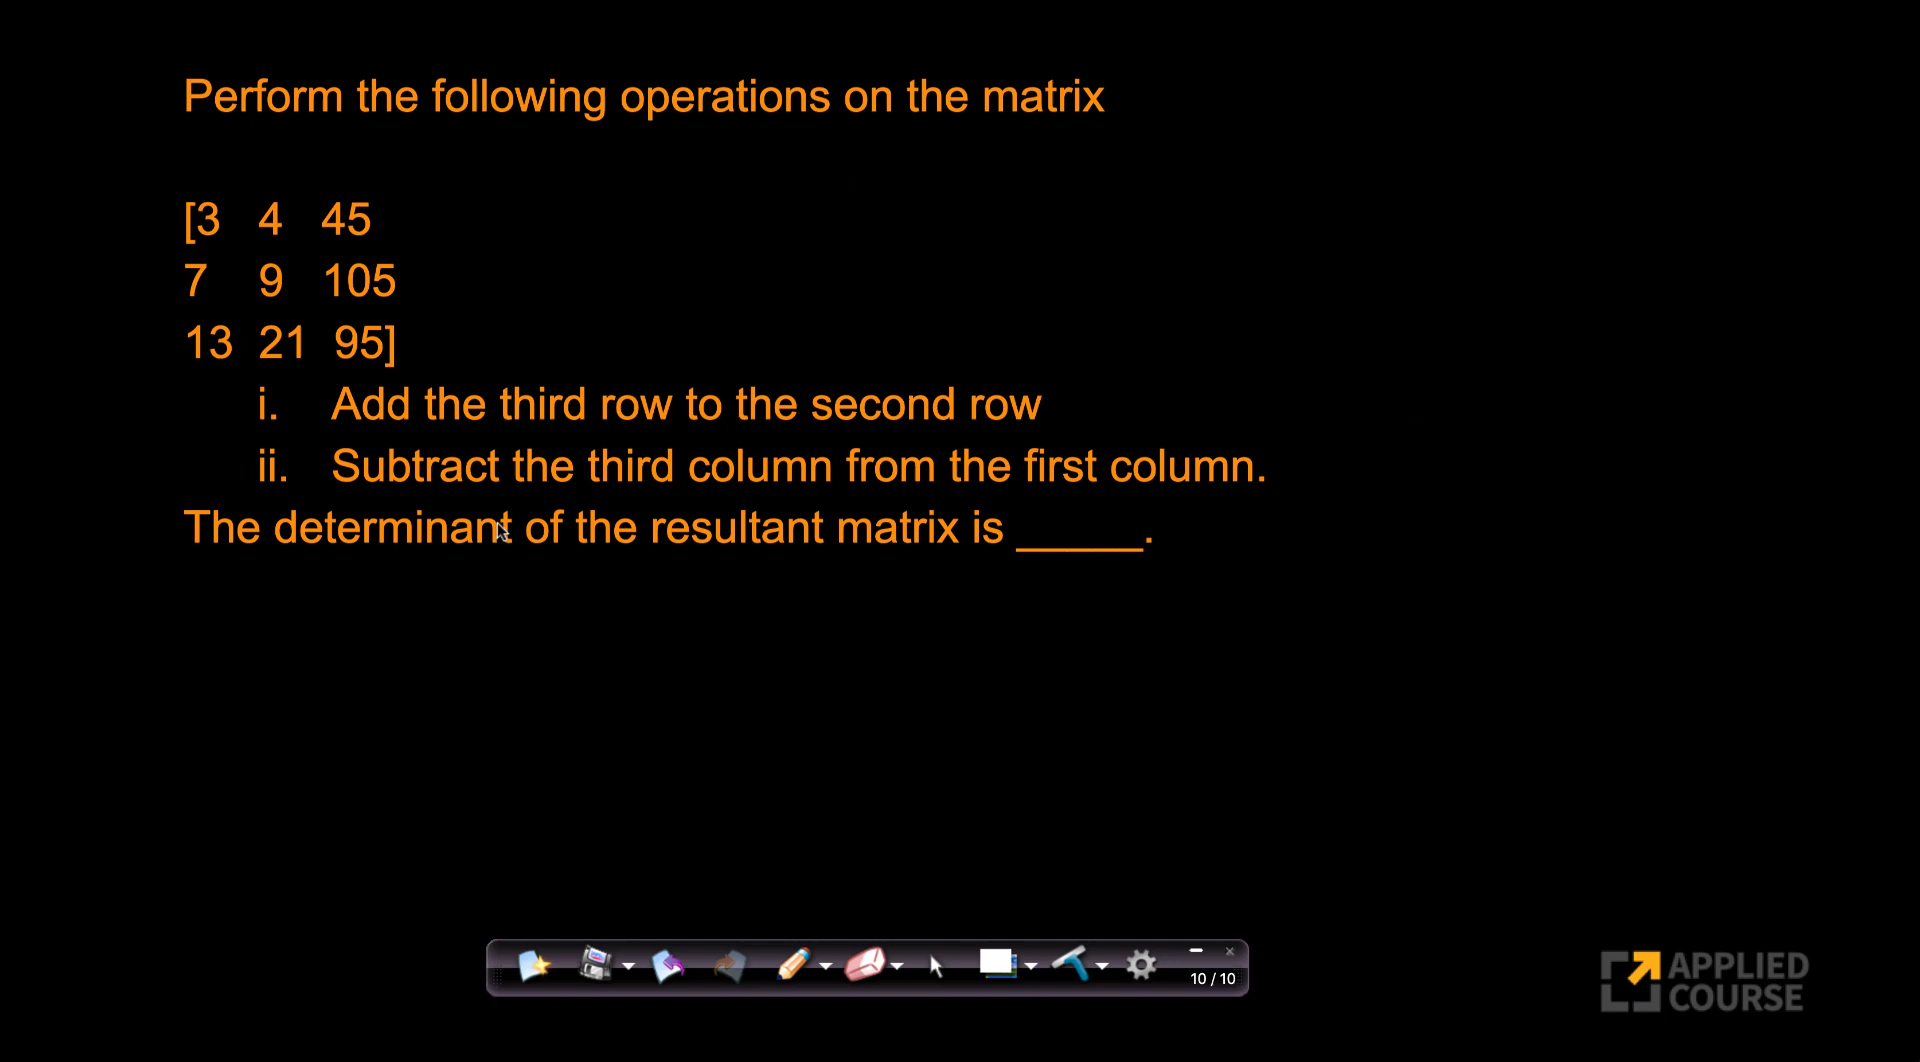 Perform the following operations on the matrix
[3 4 45
7 9 105
13 21 95]
i. Add the third row to the second row
ii. Subtract the third column from the first column.
The determinant of the resultant matrix is ______.
10 / 10
APPLIED
COURSE